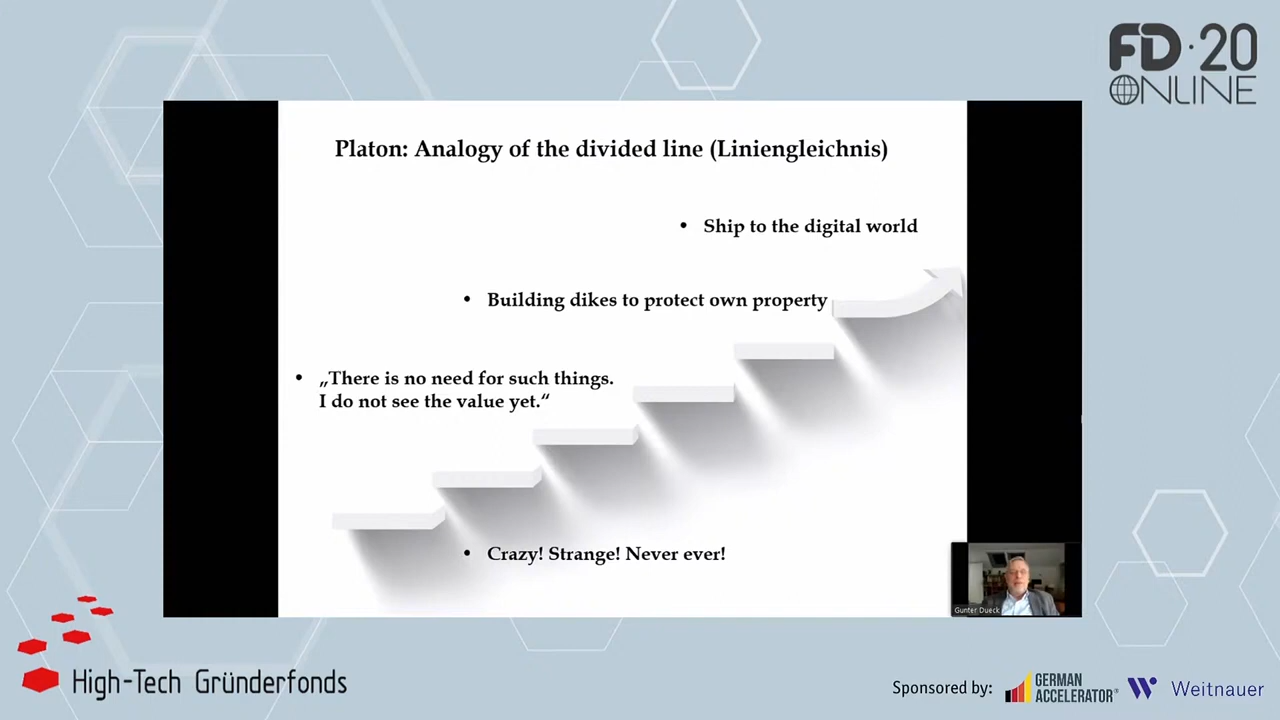 FD·20
ONLINE
Platon: Analogy of the divided line (Liniengleichnis)
• Ship to the digital world
• Building dikes to protect own property
• „There is no need for such things.
I do not see the value yet.“
• Crazy! Strange! Never ever!
Gunter Dueck
High-Tech Gründerfonds
Sponsored by:
GERMAN
ACCELERATOR®
Weitnauer